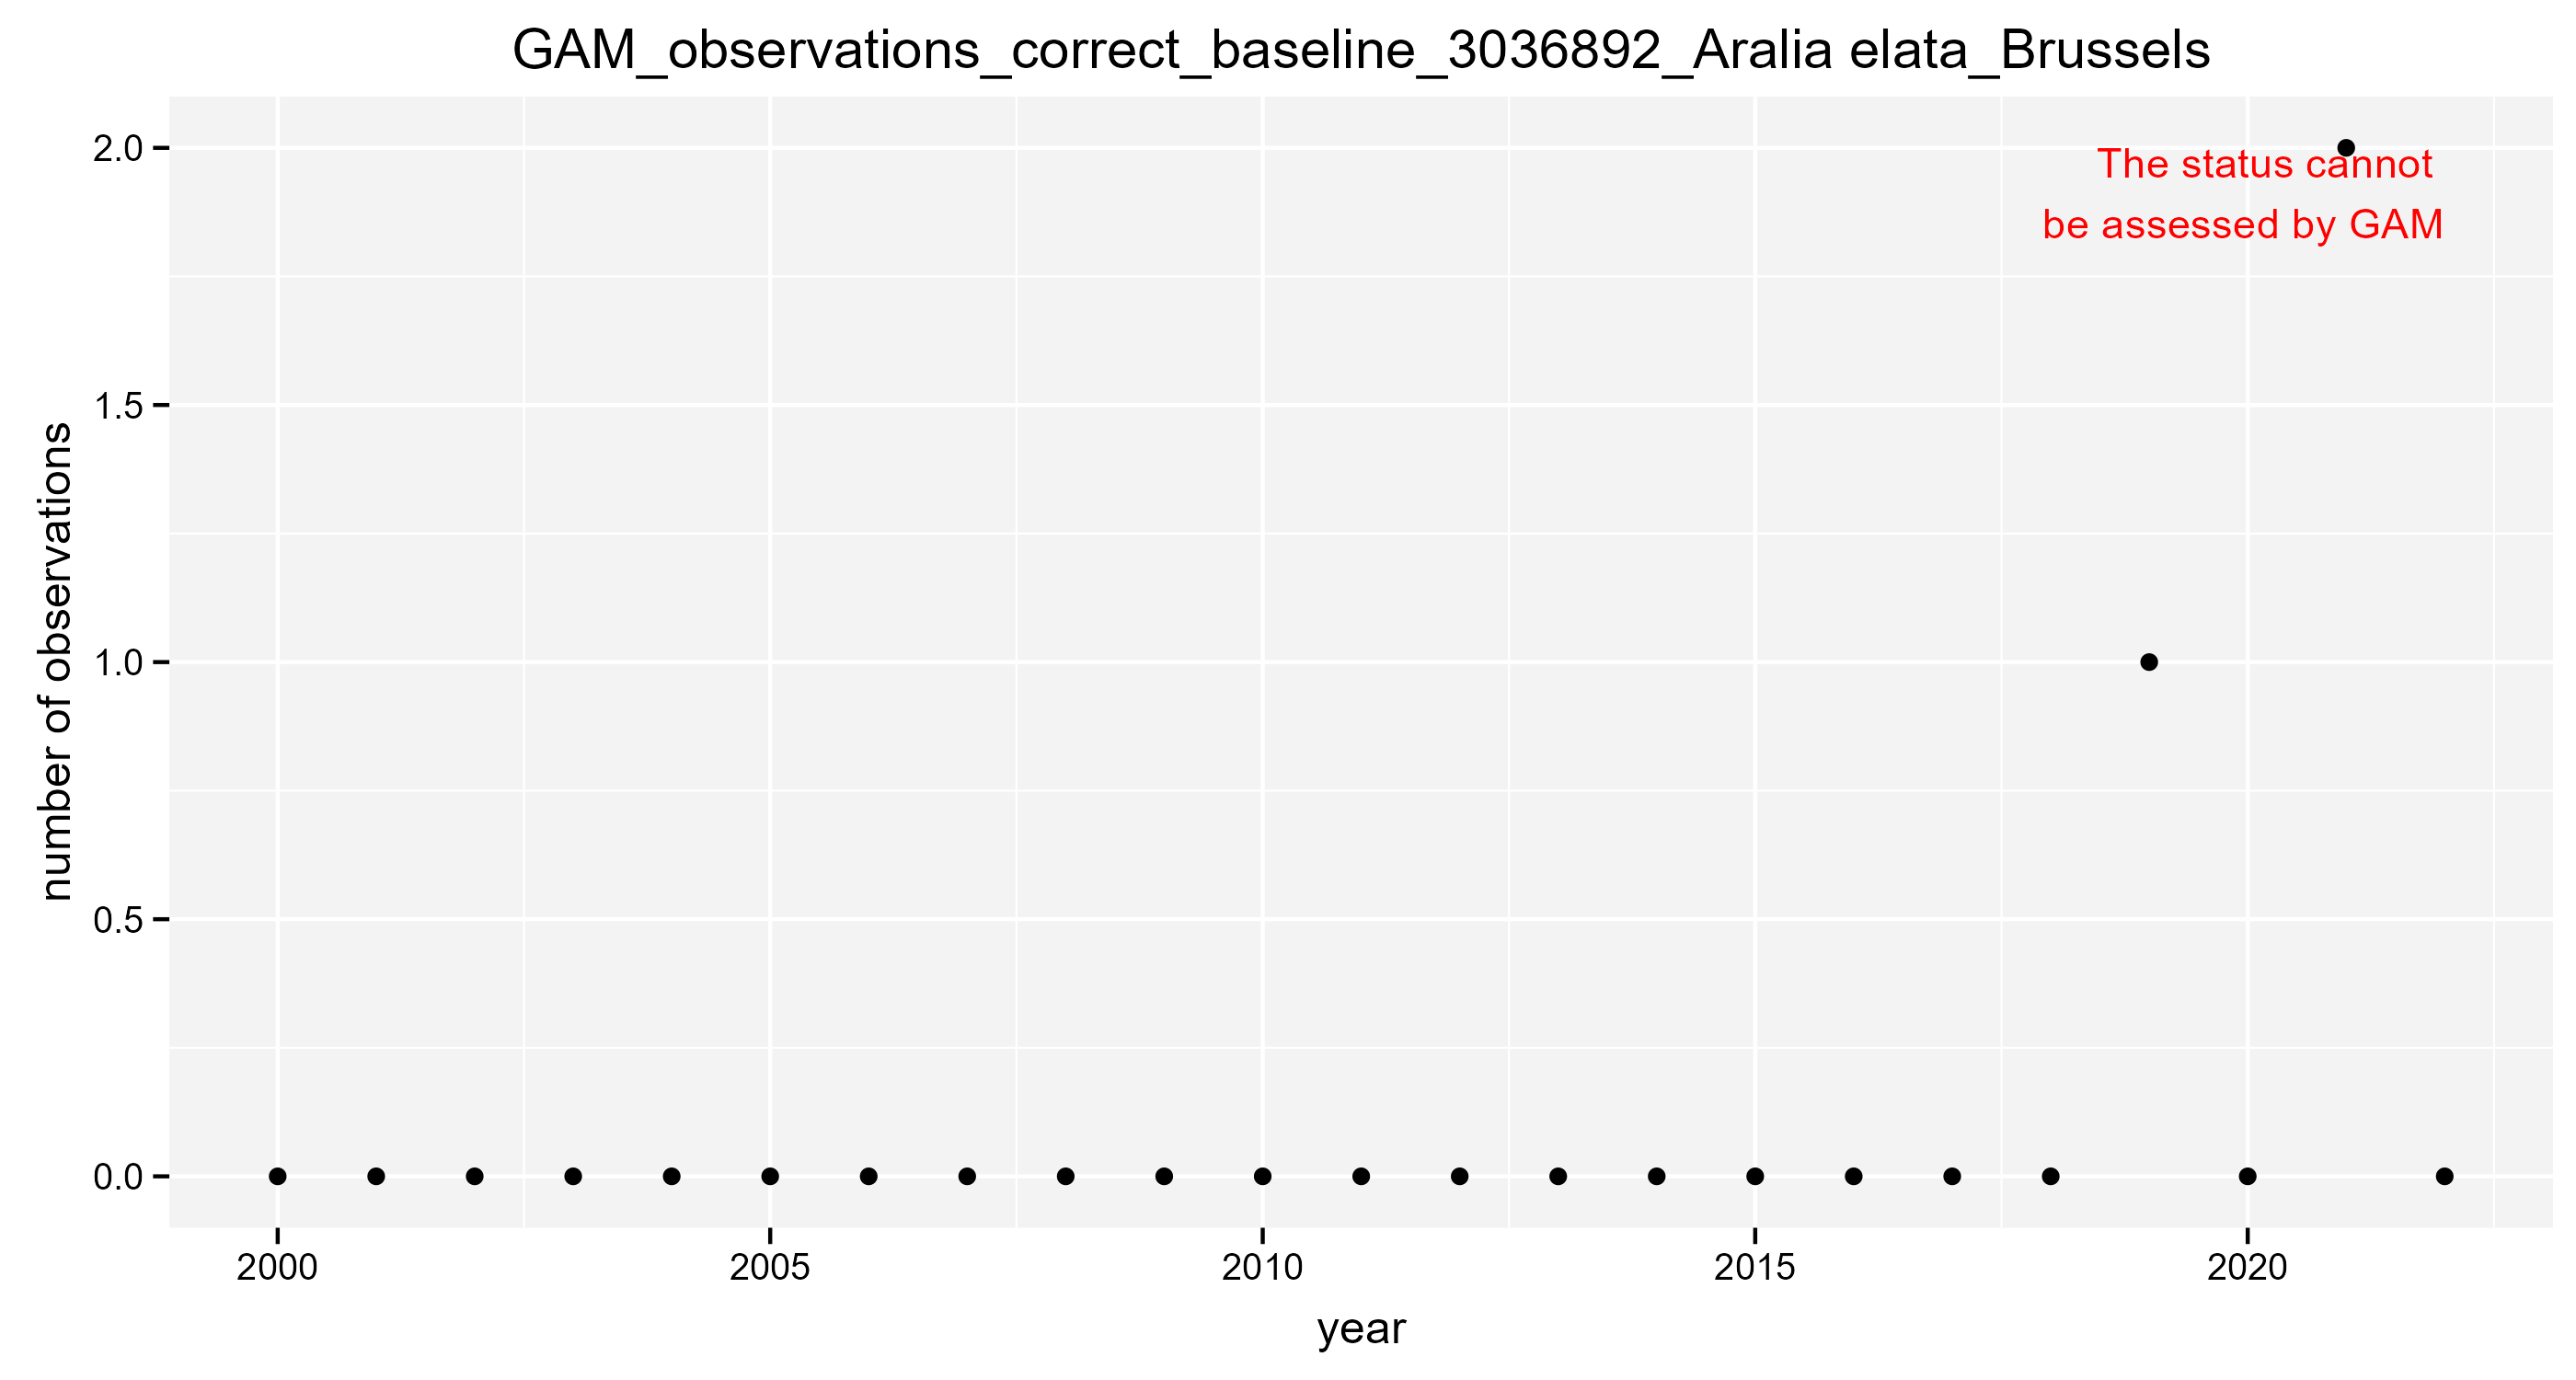 GAM_observations_correct_baseline_3036892_Aralia elata_Brussels
2.0
The status cannot
be assessed by GAM
1.5
number of observations
1.0
0.5
0.0
2000 2005 2010 2015 2020
year